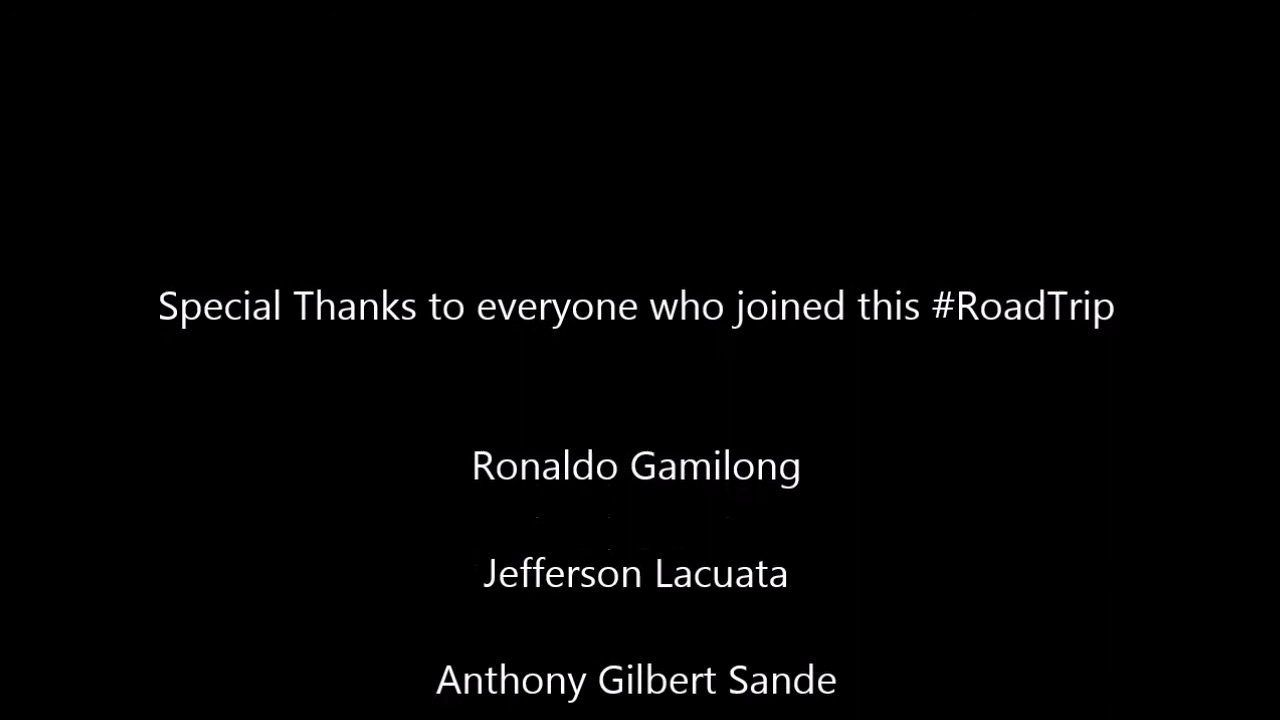 Special Thanks to everyone who joined this #RoadTrip
Ronaldo Gamilong
Jefferson Lacuata
Anthony Gilbert Sande